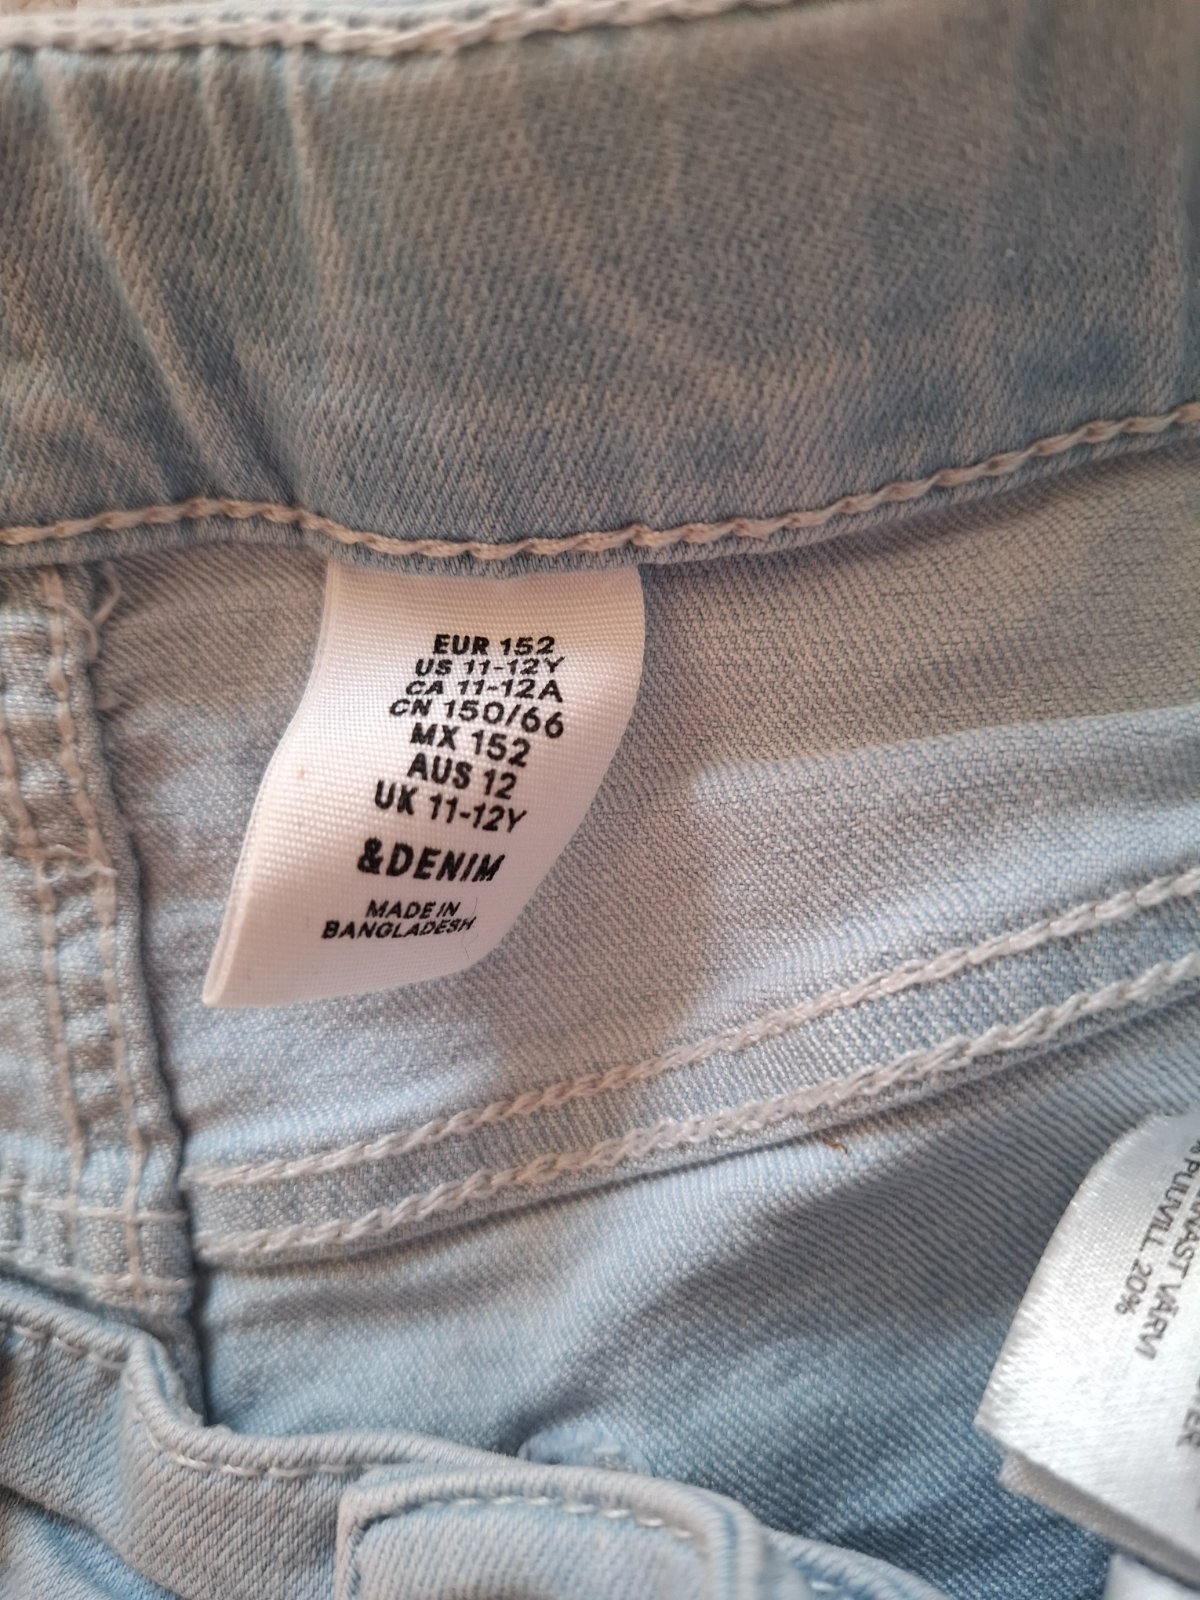 EUR 152
US 11-12Y
CA 11-12A
CN 150/66
MX 152
AUS 12
UK 11-12Y
&DENIM
MADE IN
BANGLADESH
VÄRVI
20%